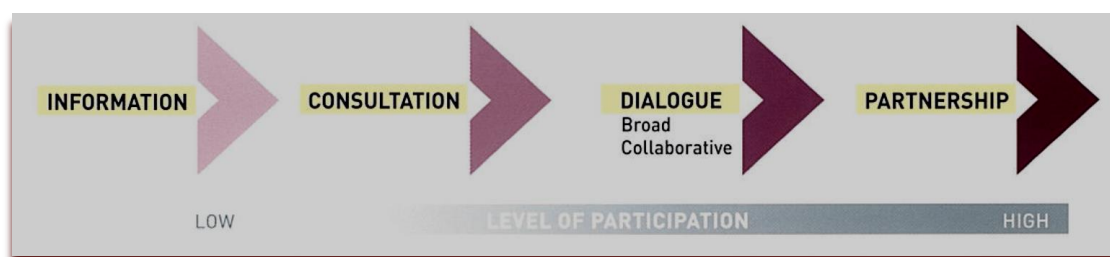 INFORMATION
CONSULTATION
DIALOGUE
Broad
Collaborative
PARTNERSHIP
LOW
LEVEL OF PARTICIPATION
HIGH